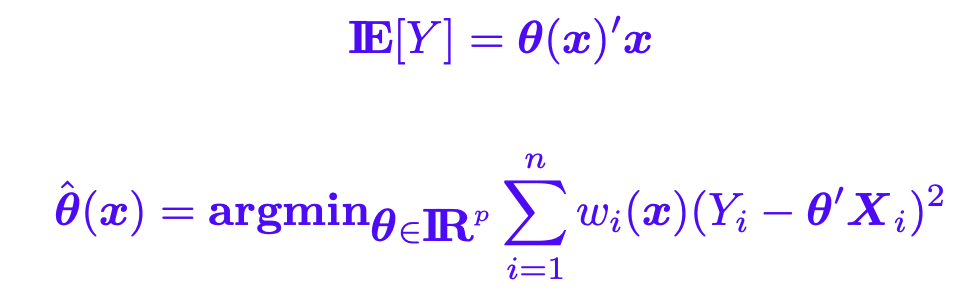 𝐄[Y] = 𝜽(𝒙)′𝒙
𝜽̂(𝒙) = argmin_{𝜽∈𝐑^p} ∑_{i=1}^{n} w_i(𝒙)(Y_i − 𝜽′𝑿_i)²